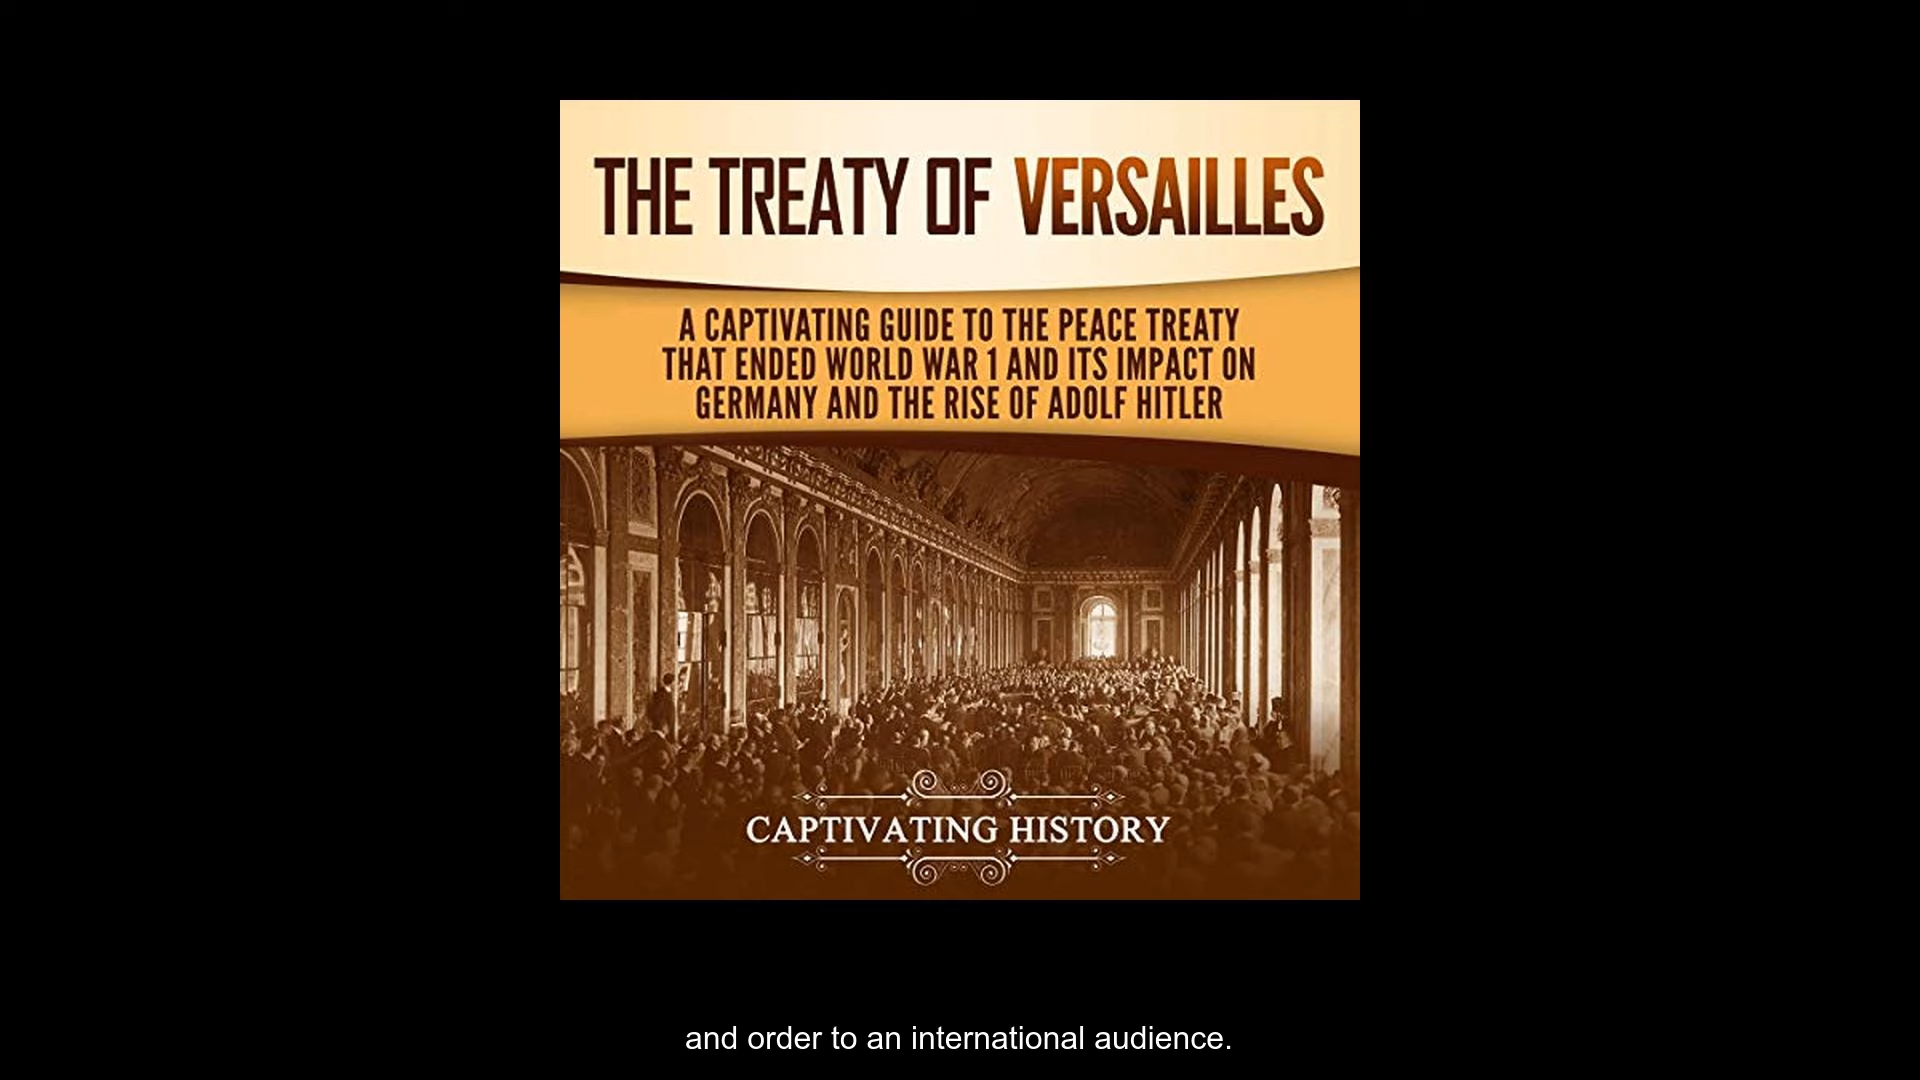 THE TREATY OF VERSAILLES
A CAPTIVATING GUIDE TO THE PEACE TREATY
THAT ENDED WORLD WAR 1 AND ITS IMPACT ON
GERMANY AND THE RISE OF ADOLF HITLER
CAPTIVATING HISTORY
and order to an international audience.